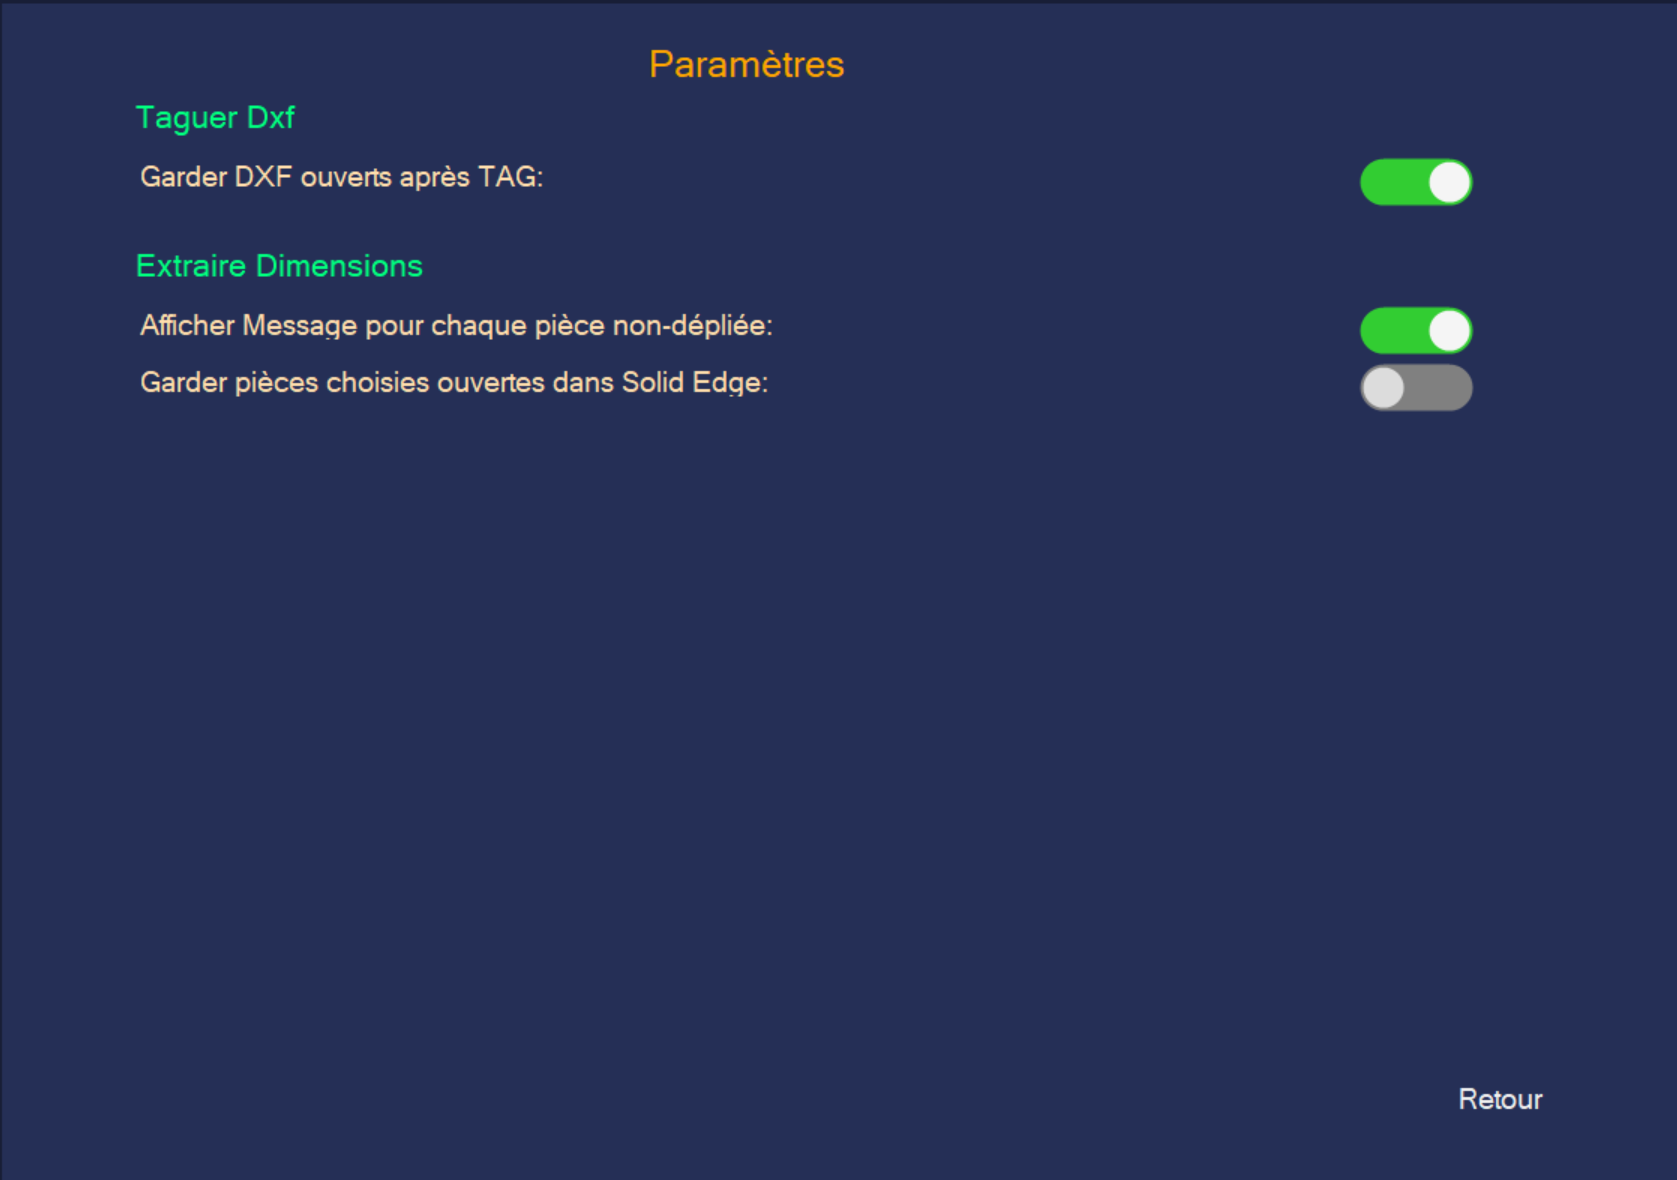 Paramètres
Taguer Dxf
Garder DXF ouverts après TAG:
Extraire Dimensions
Afficher Message pour chaque pièce non-dépliée:
Garder pièces choisies ouvertes dans Solid Edge:
Retour